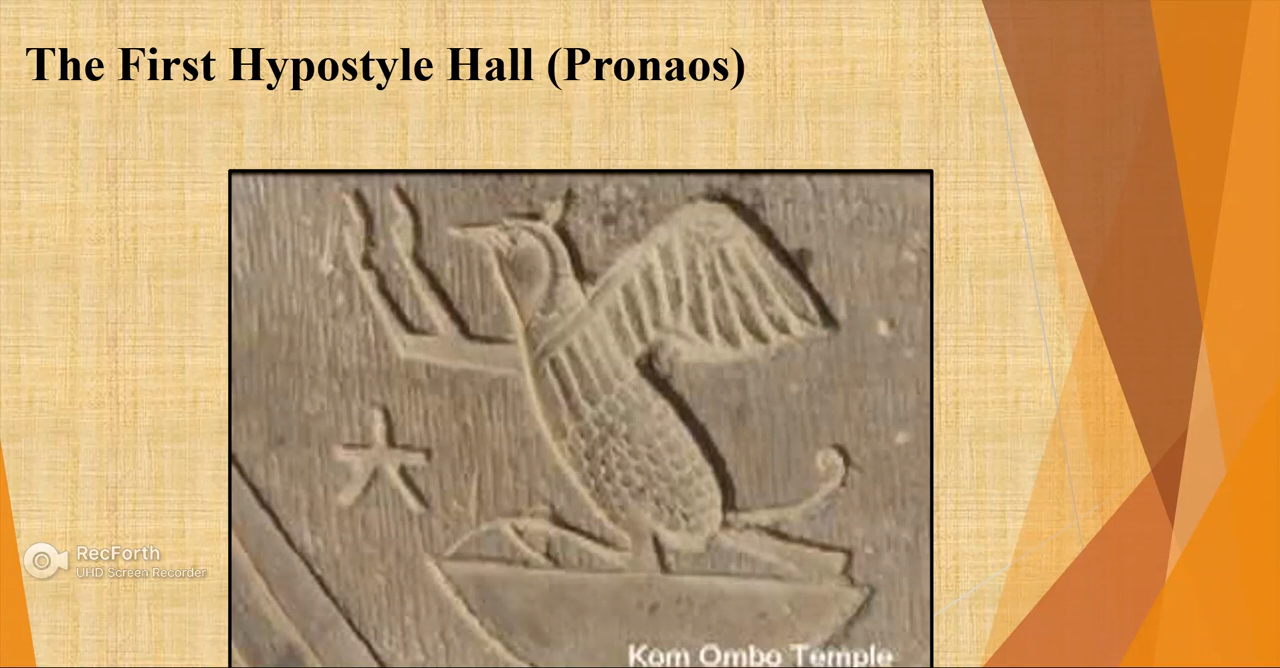 The First Hypostyle Hall (Pronaos)
RecForth
UHD Screen Recorder
Kom Ombo Temple